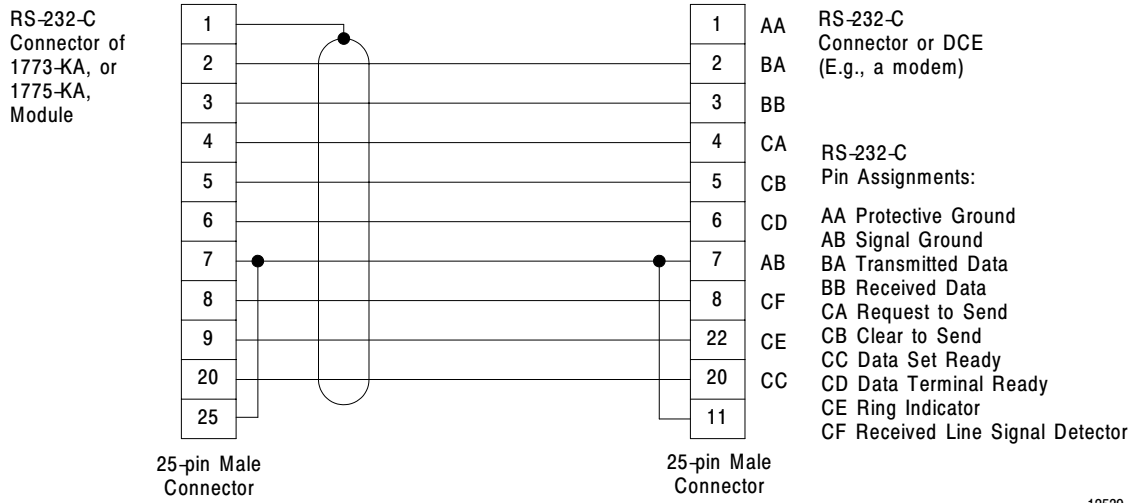 RS-232-C
Connector of
1773-KA, or
1775-KA,
Module
1
2
3
4
5
6
7
8
9
20
25
25-pin Male
Connector
1 AA
2 BA
3 BB
4 CA
5 CB
6 CD
7 AB
8 CF
22 CE
20 CC
11
25-pin Male
Connector
RS-232-C
Connector or DCE
(E.g., a modem)
RS-232-C
Pin Assignments:
AA Protective Ground
AB Signal Ground
BA Transmitted Data
BB Received Data
CA Request to Send
CB Clear to Send
CC Data Set Ready
CD Data Terminal Ready
CE Ring Indicator
CF Received Line Signal Detector